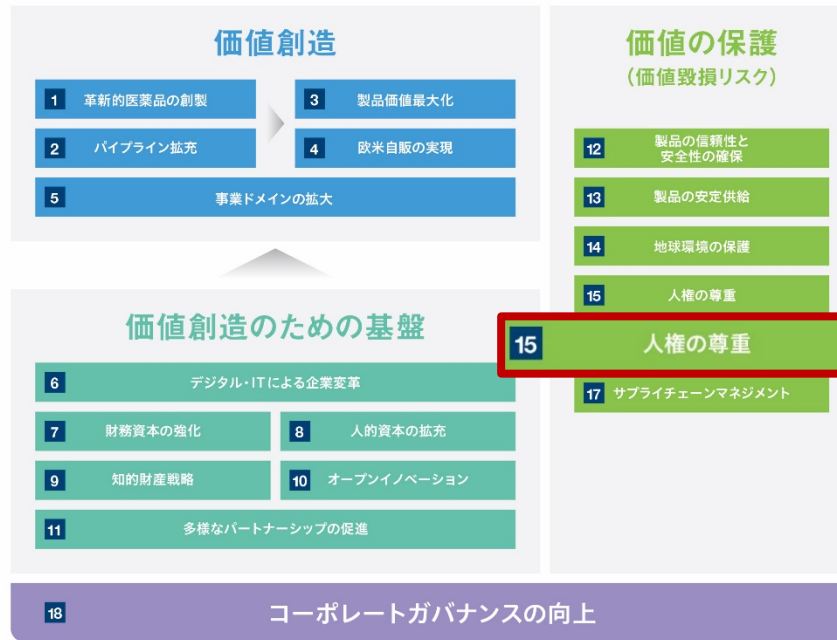 価値創造
1 革新的医薬品の創製
3 製品価値最大化
2 パイプライン拡充
4 欧米自販の実現
5 事業ドメインの拡大
価値創造のための基盤
6 デジタル・ITによる企業変革
7 財務資本の強化
8 人的資本の拡充
9 知的財産戦略
10 オープンイノベーション
11 多様なパートナーシップの促進
価値の保護
(価値毀損リスク)
12 製品の信頼性と
安全性の確保
13 製品の安定供給
14 地球環境の保護
15 人権の尊重
15 人権の尊重
17 サプライチェーンマネジメント
18 コーポレートガバナンスの向上